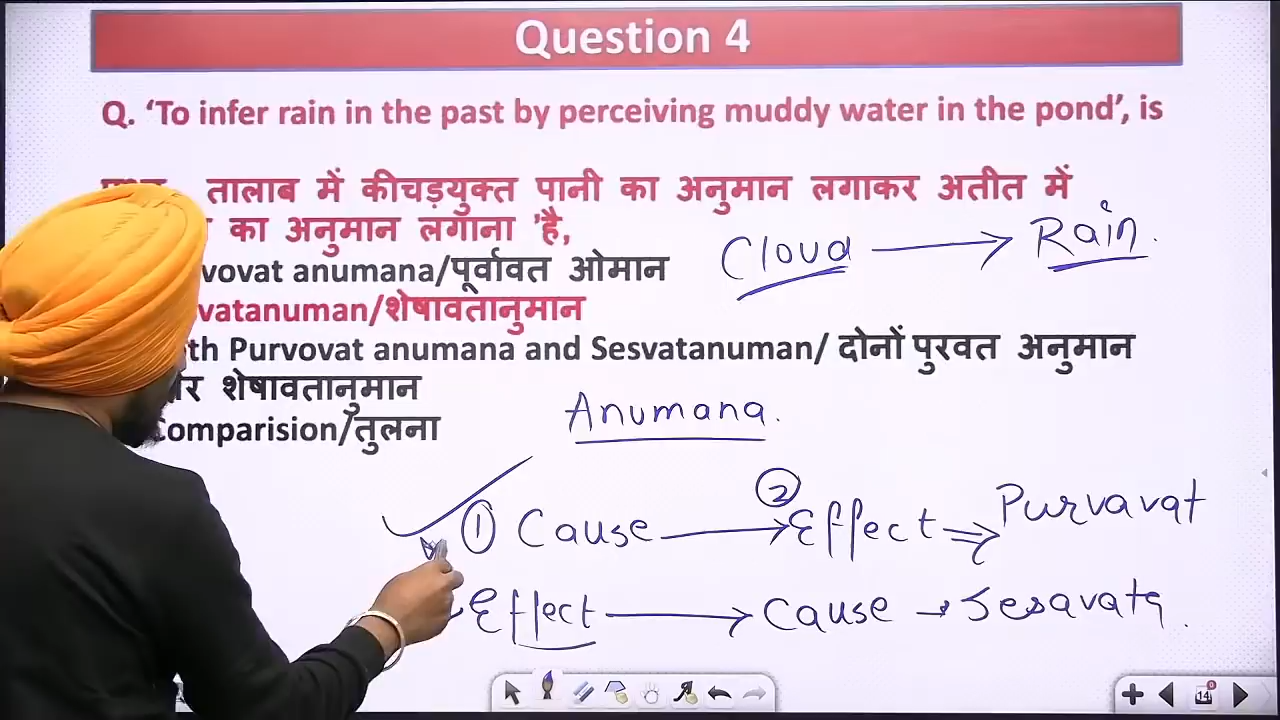 Question 4
Q. ‘To infer rain in the past by perceiving muddy water in the pond’, is
तालाब में कीचड़युक्त पानी का अनुमान लगाकर अतीत में
का अनुमान लगाना 'है,
Cloud → Rain.
vovat anumana/पूर्वावत ओमान
vatanuman/शेषावतानुमान
th Purvovat anumana and Sesvatanuman/ दोनों पुरवत अनुमान
शेषावतानुमान
Anumana.
Comparision/तुलना
① Cause → ② Effect ⇒ Purvavat
Effect → Cause → Sesavata
14